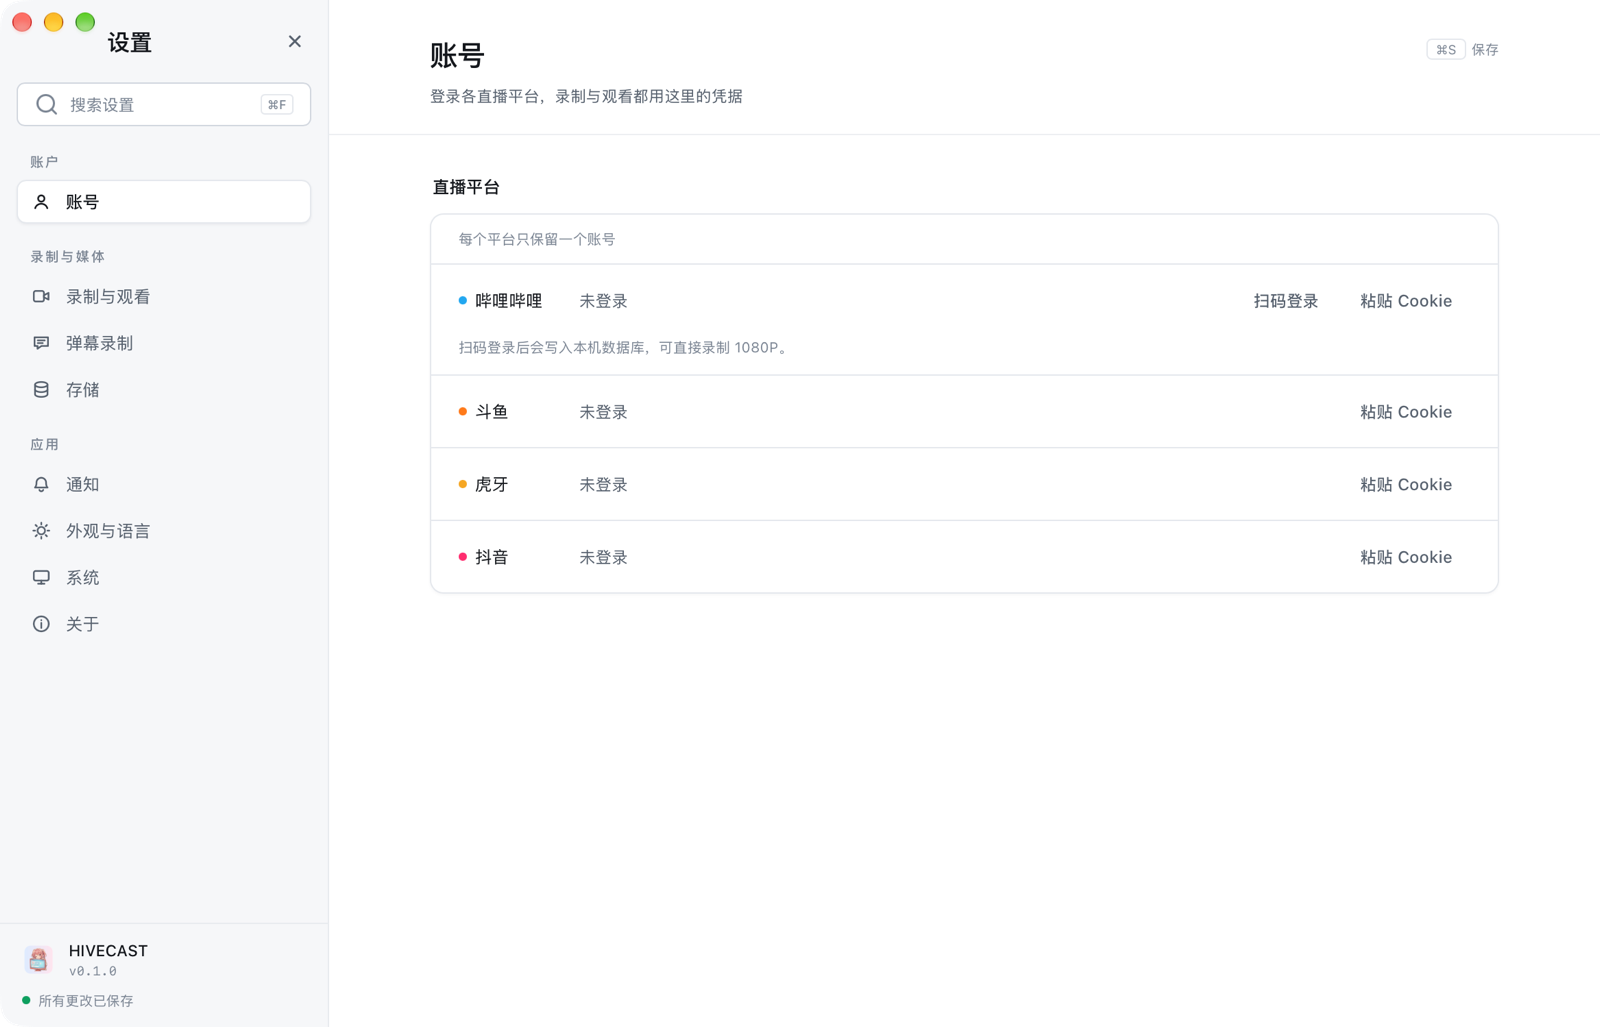 设置
搜索设置 ⌘F
账户
账号
录制与媒体
录制与观看
弹幕录制
存储
应用
通知
外观与语言
系统
关于
HIVECAST
v0.1.0
所有更改已保存
账号
⌘S 保存
登录各直播平台，录制与观看都用这里的凭据
直播平台
每个平台只保留一个账号
哔哩哔哩 未登录 扫码登录 粘贴 Cookie
扫码登录后会写入本机数据库，可直接录制 1080P。
斗鱼 未登录 粘贴 Cookie
虎牙 未登录 粘贴 Cookie
抖音 未登录 粘贴 Cookie